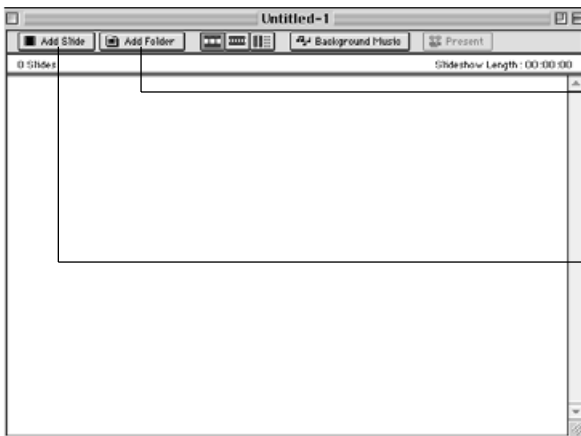 Untitled-1
Add Slide Add Folder Background Music Present
0 Slides Slideshow Length: 00:00:00